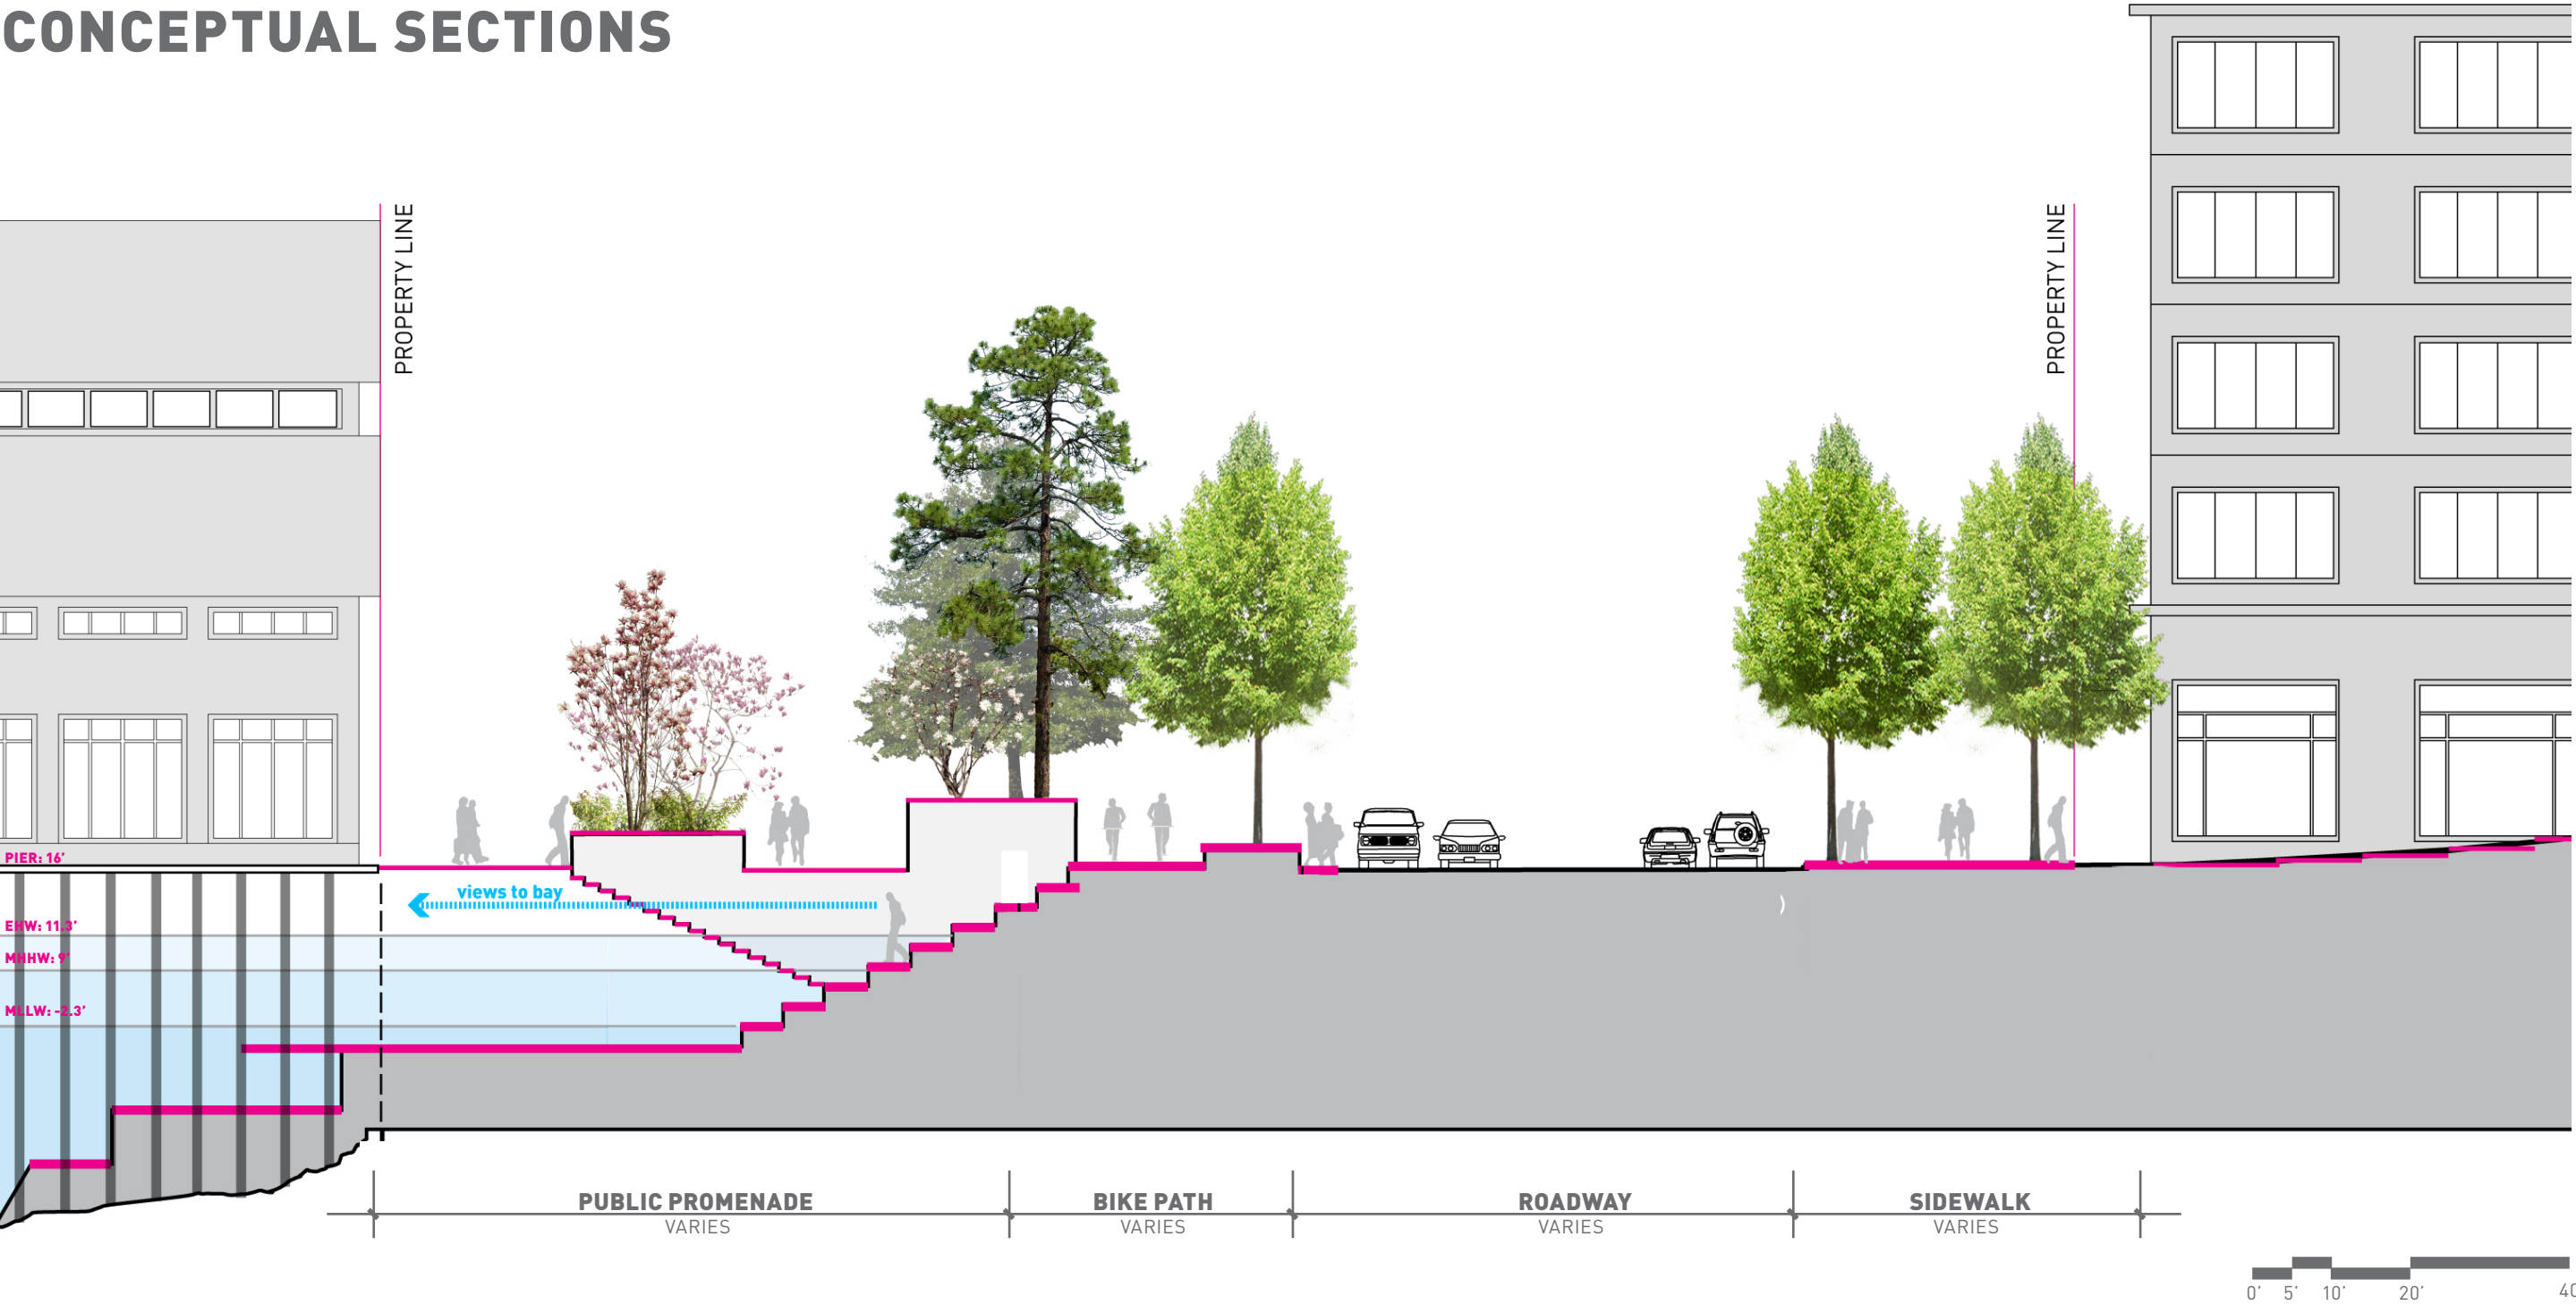 CONCEPTUAL SECTIONS
PROPERTY LINE
PROPERTY LINE
PIER: 16'
views to bay
EHW: 11.3'
MHHW: 9'
MLLW: -2.3'
PUBLIC PROMENADE
VARIES
BIKE PATH
VARIES
ROADWAY
VARIES
SIDEWALK
VARIES
0' 5' 10' 20' 40